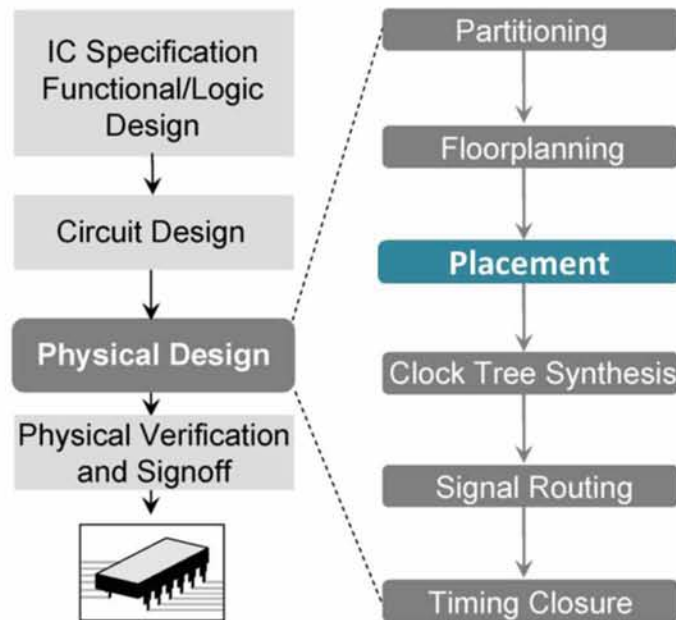 IC Specification
Functional/Logic
Design
Circuit Design
Physical Design
Physical Verification
and Signoff
Partitioning
Floorplanning
Placement
Clock Tree Synthesis
Signal Routing
Timing Closure